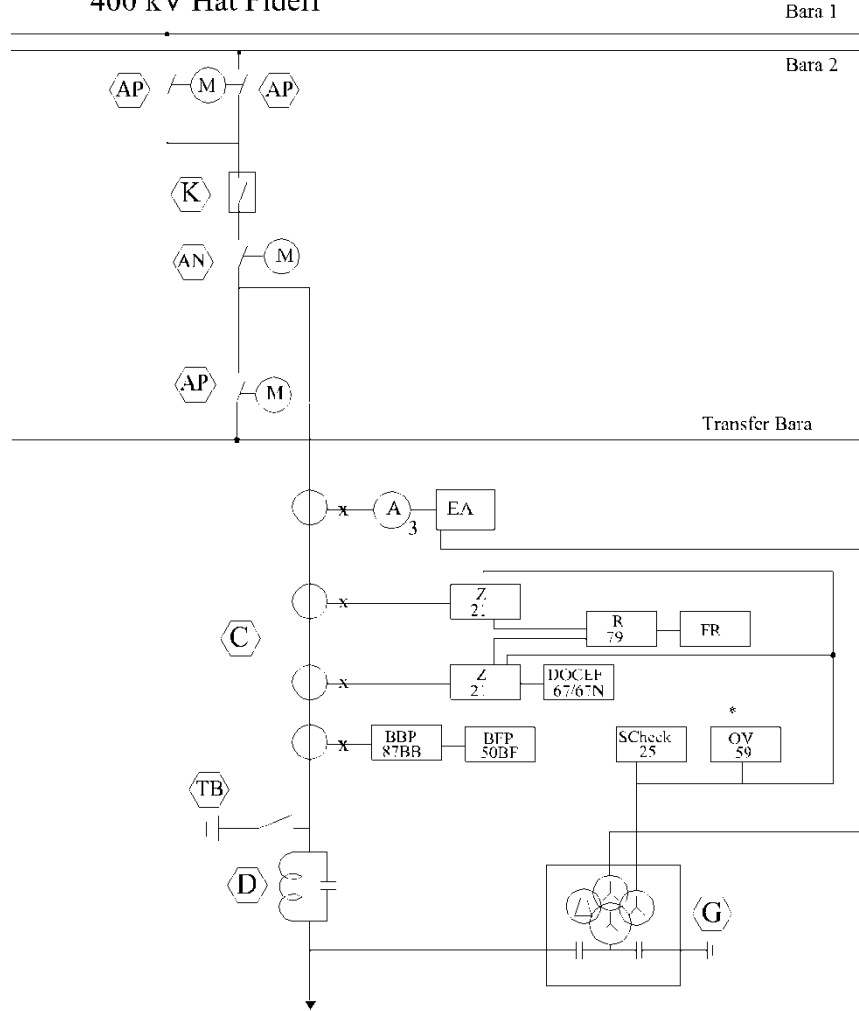 400 kV Hat Fideri
Bara 1
Bara 2
AP
M
AP
K
AN
M
AP
M
Transfer Bara
x
A
3
EA
x
Z
21
R
79
FR
C
x
Z
21
DOCEF
67/67N
*
x
BBP
87BB
BFP
50BF
SCheck
25
OV
59
TB
D
G